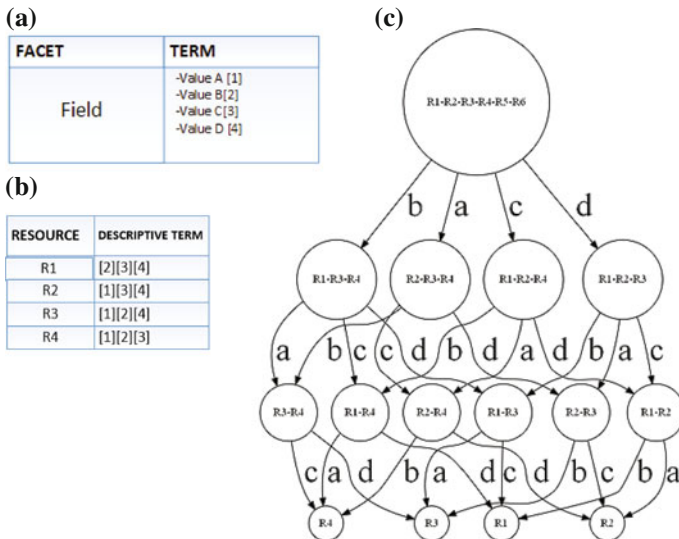 (a)
FACET TERM
Field
-Value A [1]
-Value B[2]
-Value C[3]
-Value D [4]
(b)
RESOURCE DESCRIPTIVE TERM
R1 [2][3][4]
R2 [1][3][4]
R3 [1][2][4]
R4 [1][2][3]
(c)
R1-R2-R3-R4-R5-R6
b a c d
R1-R3-R4 R2-R3-R4 R1-R2-R4 R1-R2-R3
a b c c d b d a d b a c
R3-R4 R1-R4 R2-R4 R1-R3 R2-R3 R1-R2
c a d b a d c d b c b a
R4 R3 R1 R2